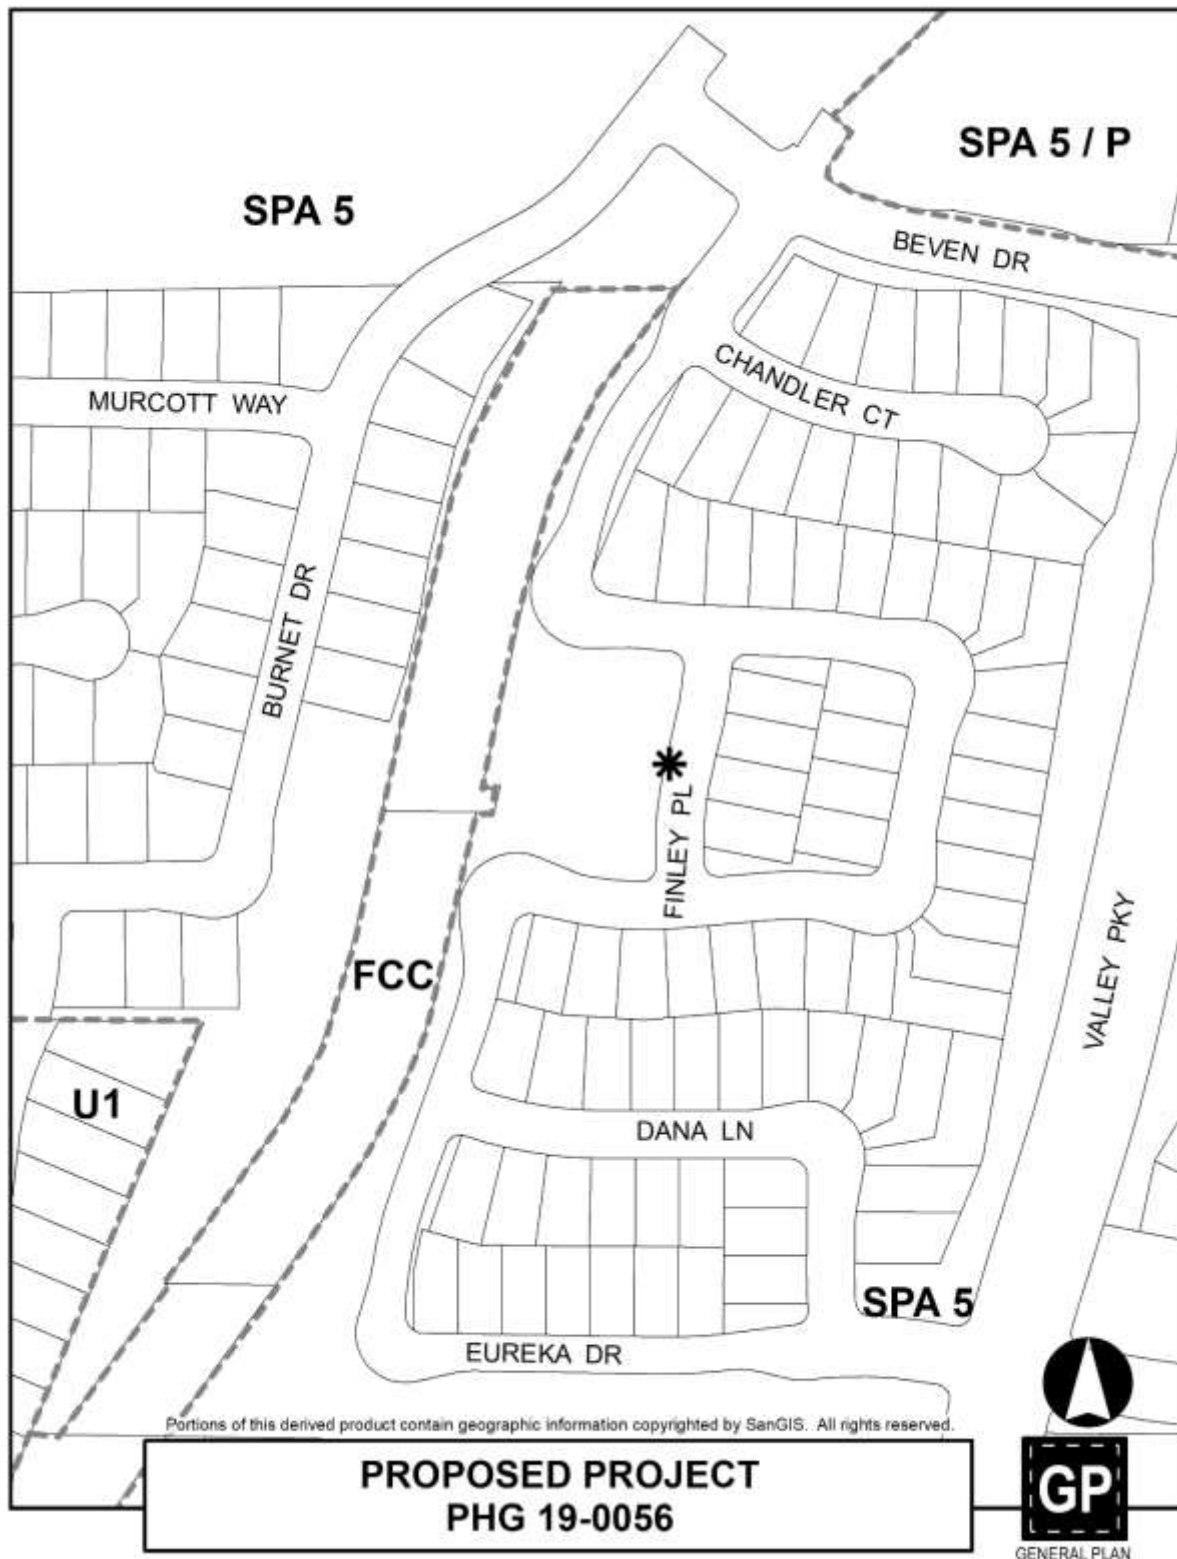 SPA 5 / P
SPA 5
BEVEN DR
CHANDLER CT
MURCOTT WAY
BURNET DR
FINLEY PL
VALLEY PKY
FCC
U1
DANA LN
SPA 5
EUREKA DR
Portions of this derived product contain geographic information copyrighted by SanGIS. All rights reserved.
PROPOSED PROJECT
PHG 19-0056
GP
GENERAL PLAN